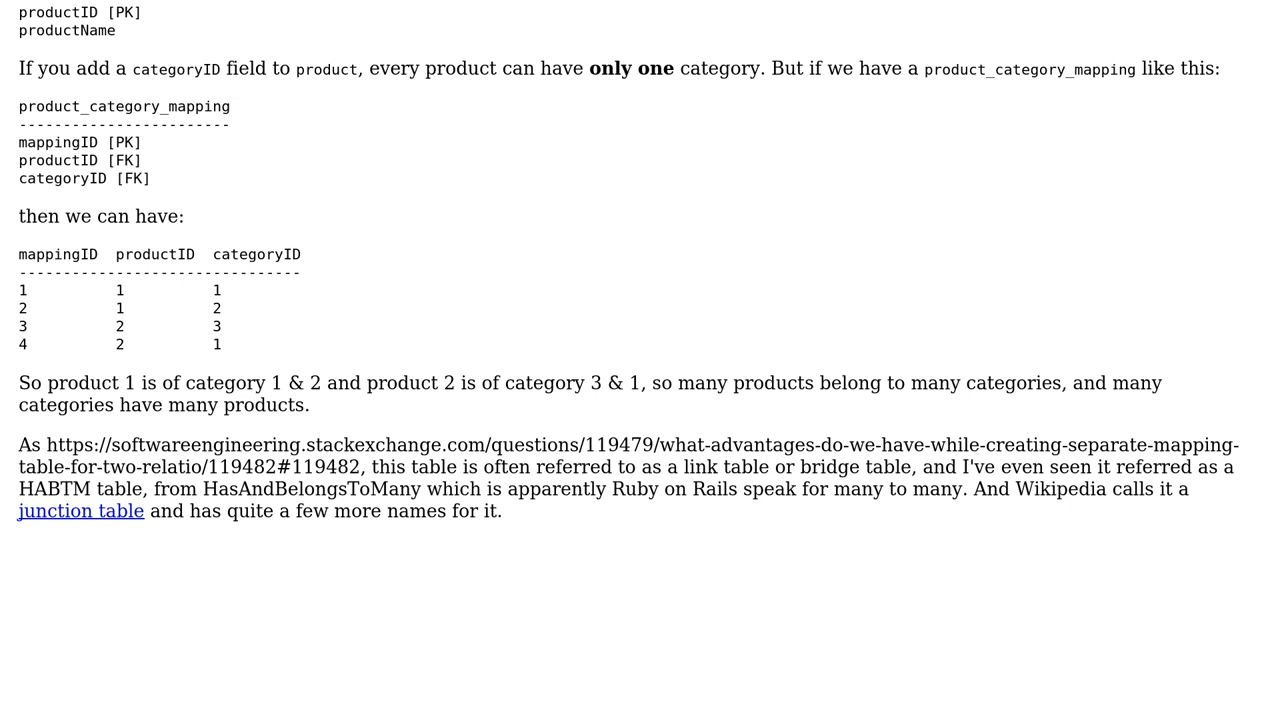 productID [PK]
productName
If you add a categoryID field to product, every product can have only one category. But if we have a product_category_mapping like this:
product_category_mapping
------------------------
mappingID [PK]
productID [FK]
categoryID [FK]
then we can have:
mappingID  productID  categoryID
--------------------------------
1          1          1
2          1          2
3          2          3
4          2          1
So product 1 is of category 1 & 2 and product 2 is of category 3 & 1, so many products belong to many categories, and many
categories have many products.
As https://softwareengineering.stackexchange.com/questions/119479/what-advantages-do-we-have-while-creating-separate-mapping-
table-for-two-relatio/119482#119482, this table is often referred to as a link table or bridge table, and I've even seen it referred as a
HABTM table, from HasAndBelongsToMany which is apparently Ruby on Rails speak for many to many. And Wikipedia calls it a
junction table and has quite a few more names for it.